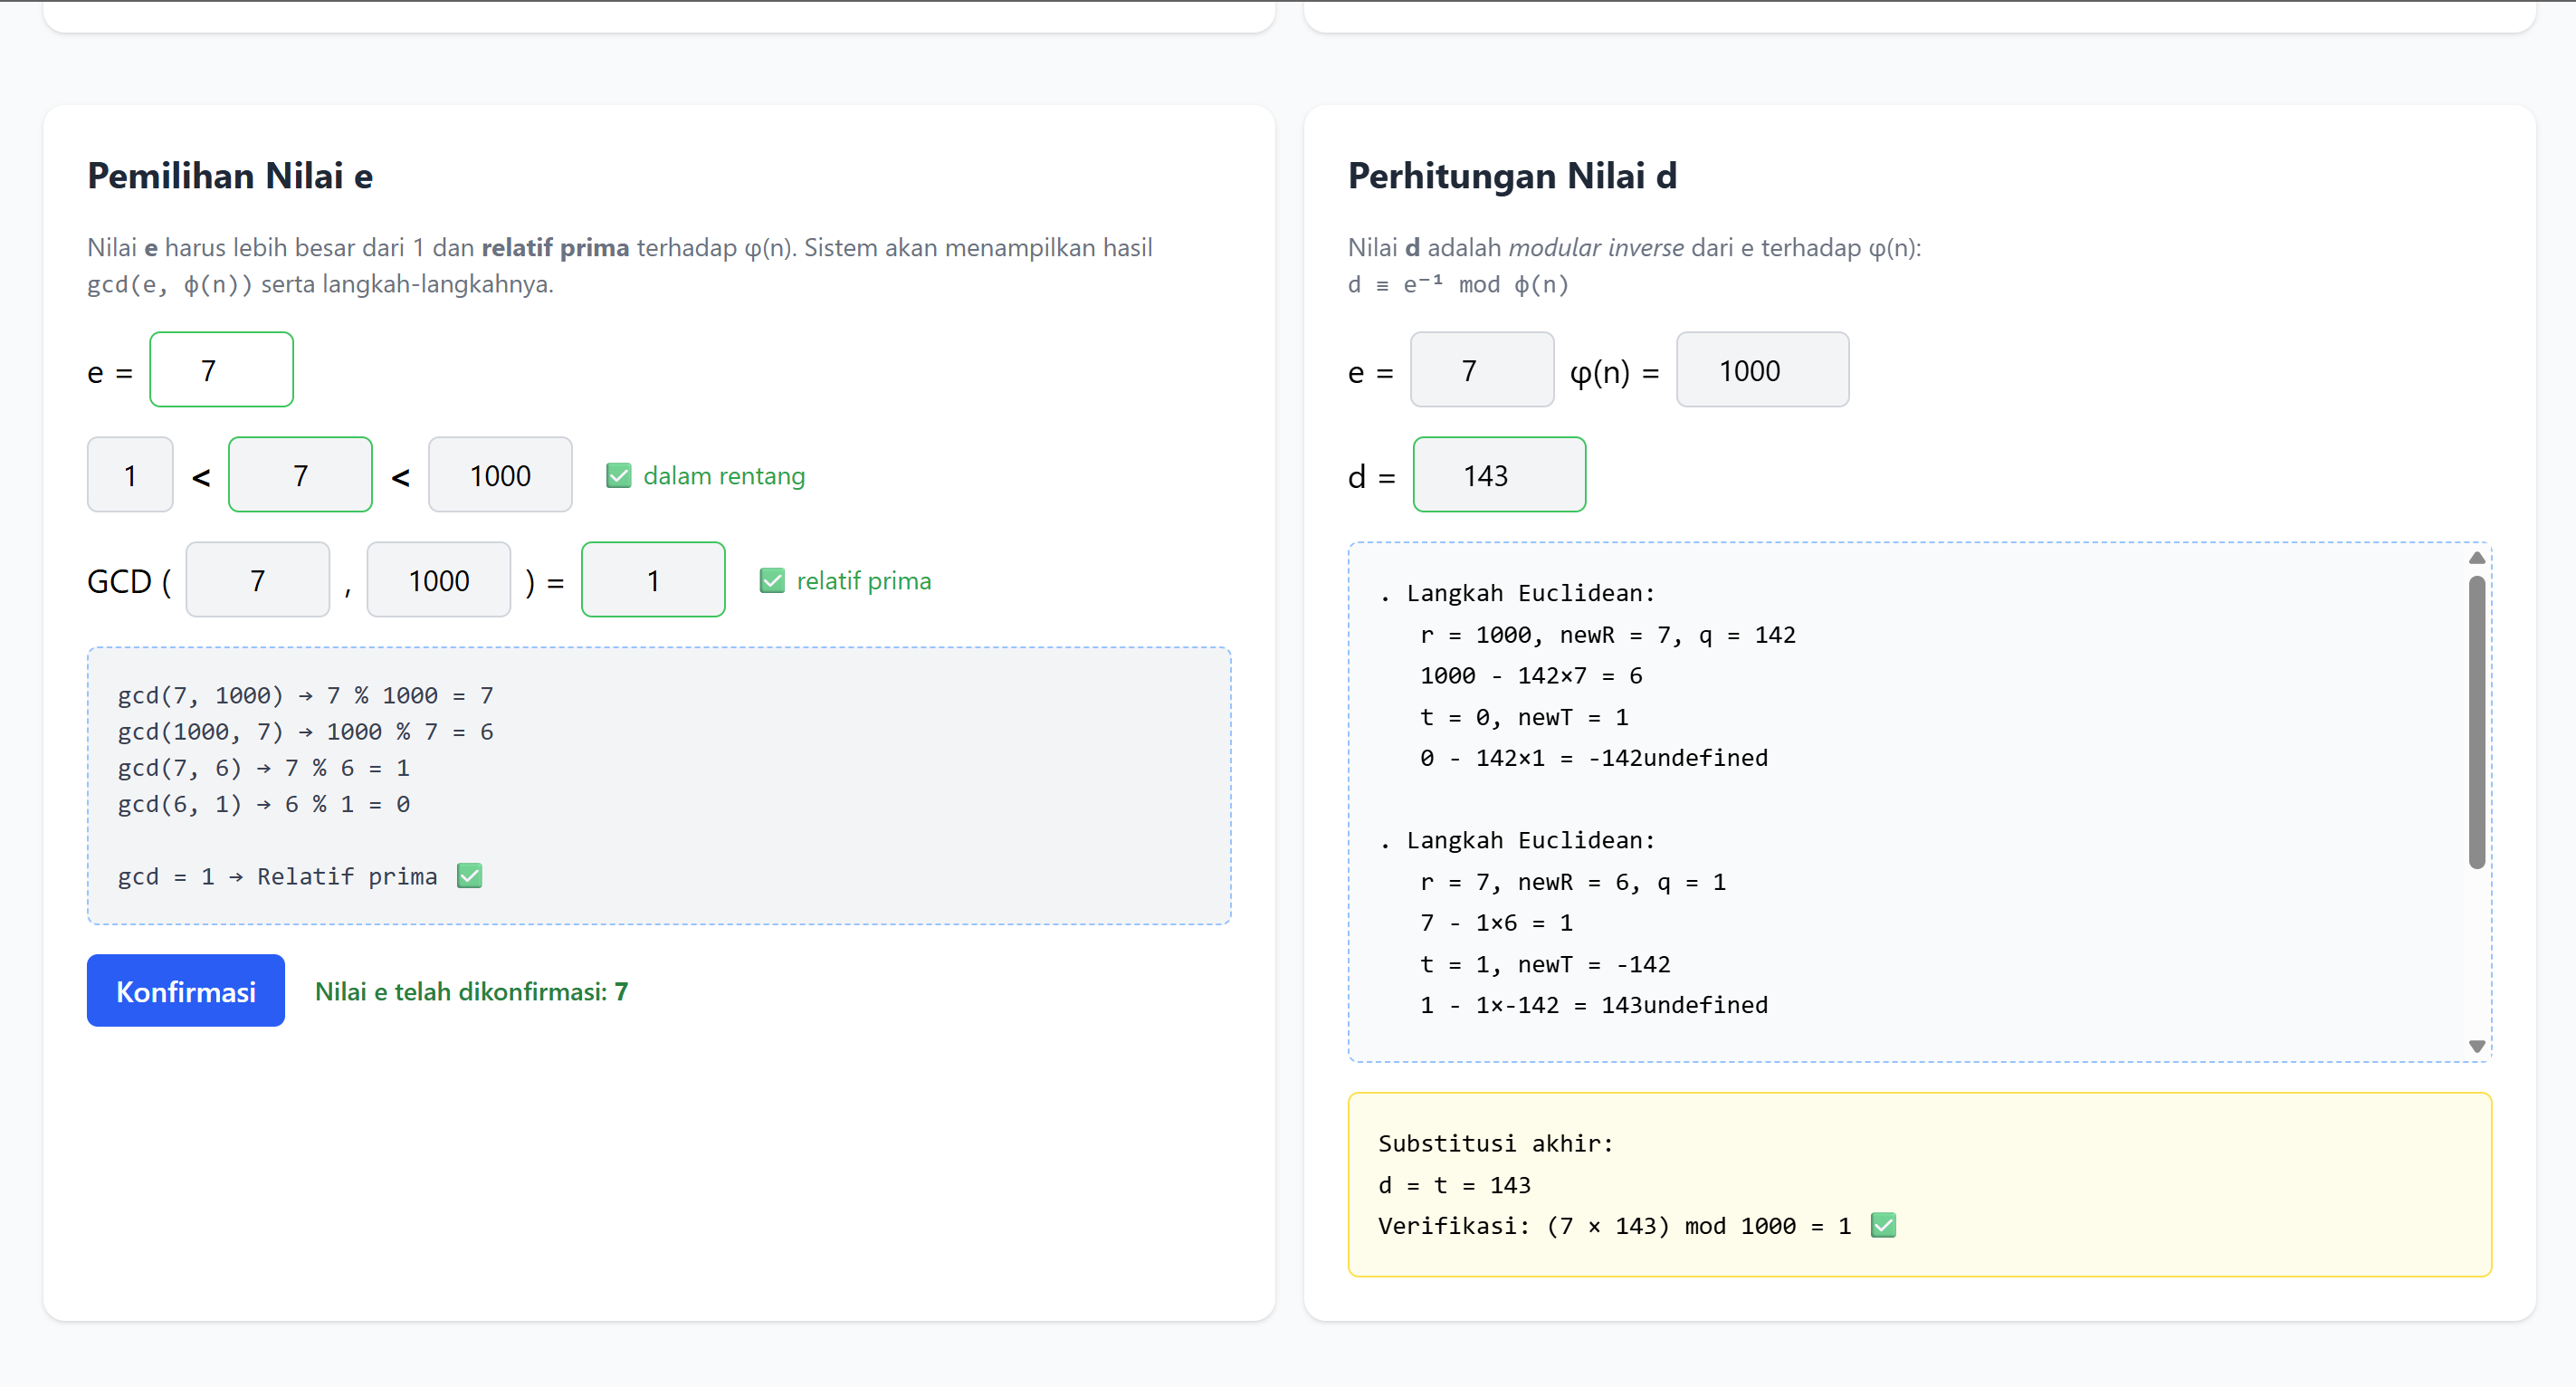 Pemilihan Nilai e
Nilai e harus lebih besar dari 1 dan relatif prima terhadap φ(n). Sistem akan menampilkan hasil
gcd(e, ϕ(n)) serta langkah-langkahnya.
e = 7
1 < 7 < 1000 ✅ dalam rentang
GCD ( 7 , 1000 ) = 1 ✅ relatif prima
gcd(7, 1000) → 7 % 1000 = 7
gcd(1000, 7) → 1000 % 7 = 6
gcd(7, 6) → 7 % 6 = 1
gcd(6, 1) → 6 % 1 = 0
gcd = 1 → Relatif prima ✅
Konfirmasi Nilai e telah dikonfirmasi: 7
Perhitungan Nilai d
Nilai d adalah modular inverse dari e terhadap φ(n):
d ≡ e⁻¹ mod ϕ(n)
e = 7 φ(n) = 1000
d = 143
. Langkah Euclidean:
r = 1000, newR = 7, q = 142
1000 - 142×7 = 6
t = 0, newT = 1
0 - 142×1 = -142undefined
. Langkah Euclidean:
r = 7, newR = 6, q = 1
7 - 1×6 = 1
t = 1, newT = -142
1 - 1×-142 = 143undefined
Substitusi akhir:
d = t = 143
Verifikasi: (7 × 143) mod 1000 = 1 ✅